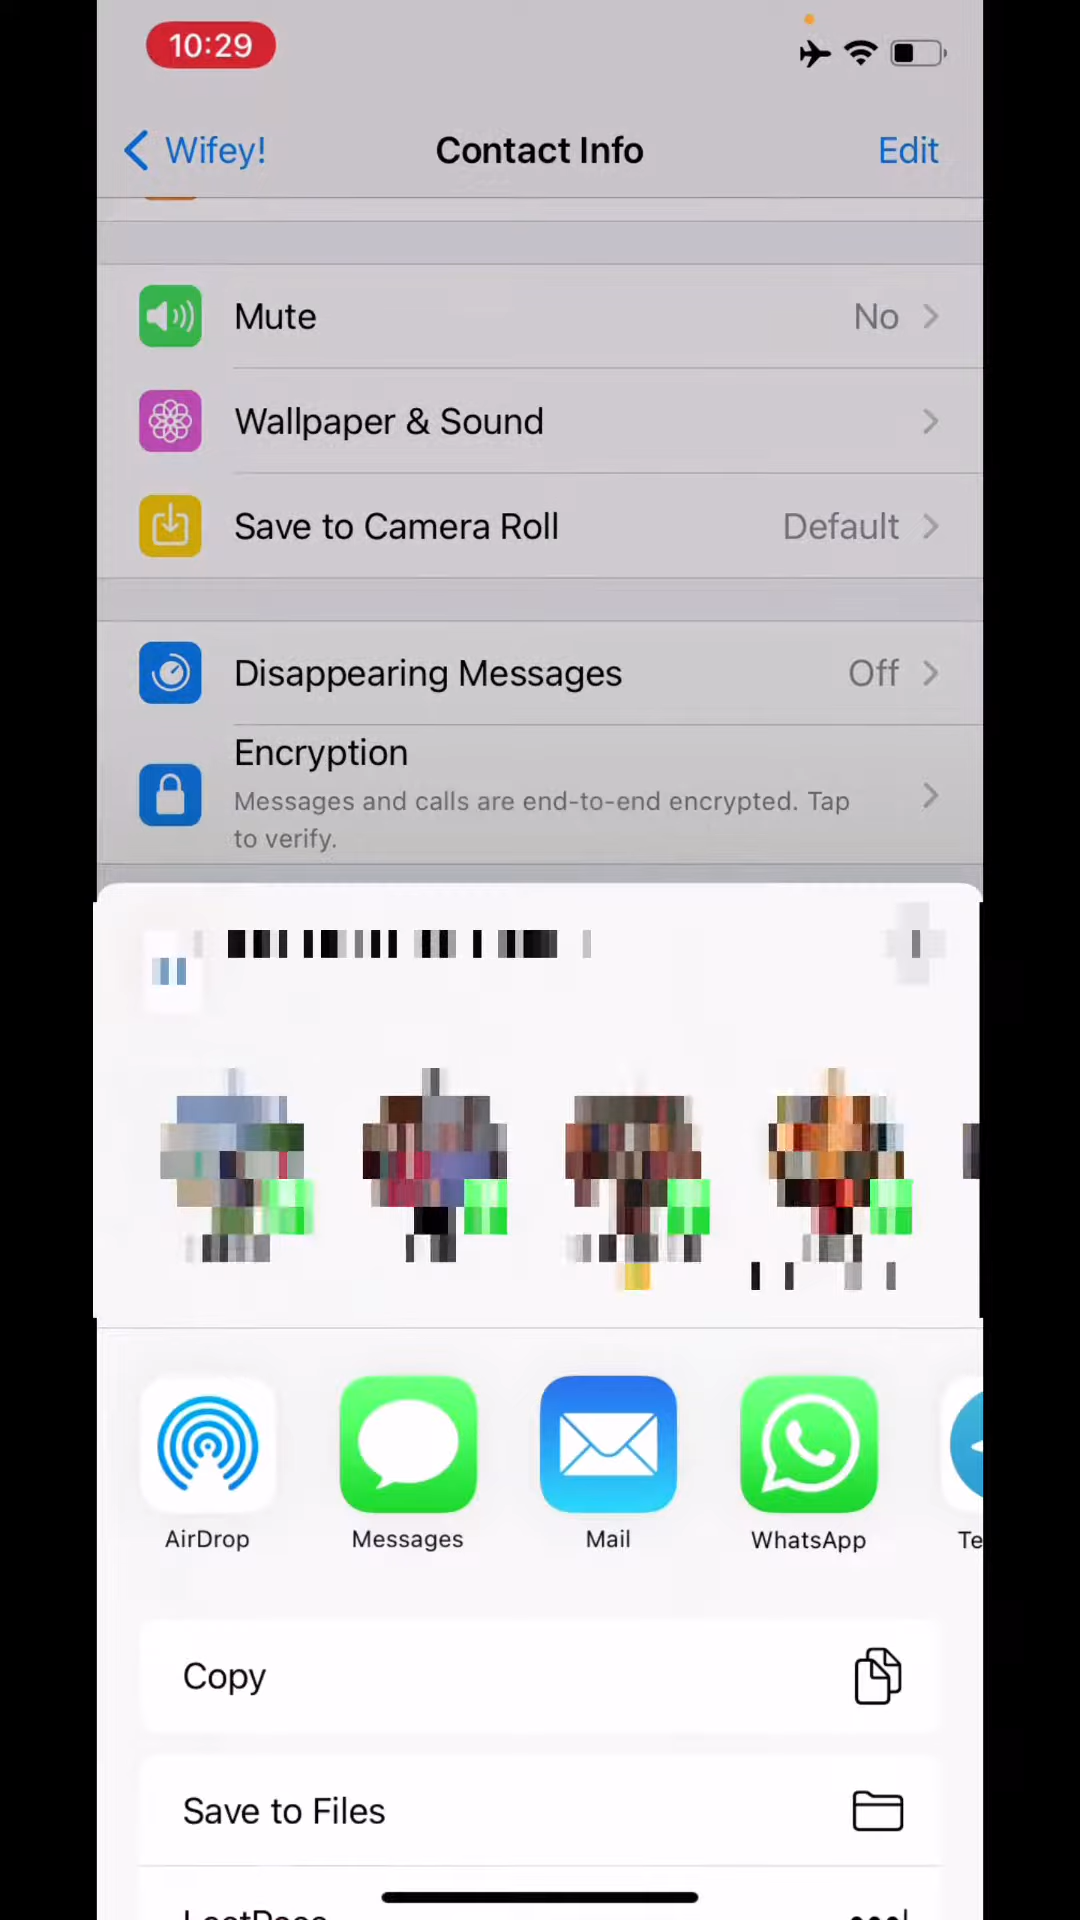 10:29
Wifey!
Contact Info
Edit
Mute
No
Wallpaper & Sound
Save to Camera Roll
Default
Disappearing Messages
Off
Encryption
Messages and calls are end-to-end encrypted. Tap
to verify.
AirDrop
Messages
Mail
WhatsApp
Te
Copy
Save to Files
LastPass